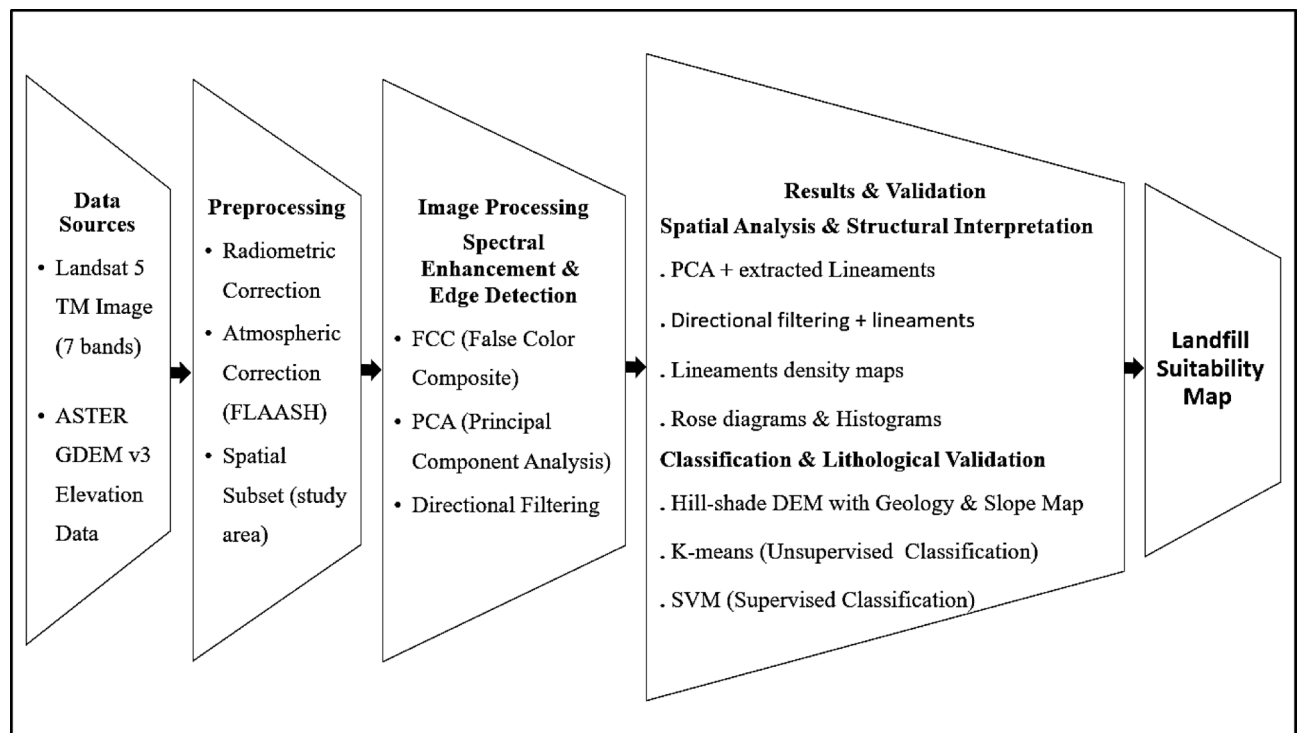 Data
Sources
• Landsat 5
TM Image
(7 bands)
• ASTER
GDEM v3
Elevation
Data
Preprocessing
• Radiometric
Correction
• Atmospheric
Correction
(FLAASH)
• Spatial
Subset (study
area)
Image Processing
Spectral
Enhancement &
Edge Detection
• FCC (False Color
Composite)
• PCA (Principal
Component Analysis)
• Directional Filtering
Results & Validation
Spatial Analysis & Structural Interpretation
. PCA + extracted Lineaments
. Directional filtering + lineaments
. Lineaments density maps
. Rose diagrams & Histograms
Classification & Lithological Validation
. Hill-shade DEM with Geology & Slope Map
. K-means (Unsupervised Classification)
. SVM (Supervised Classification)
Landfill
Suitability
Map